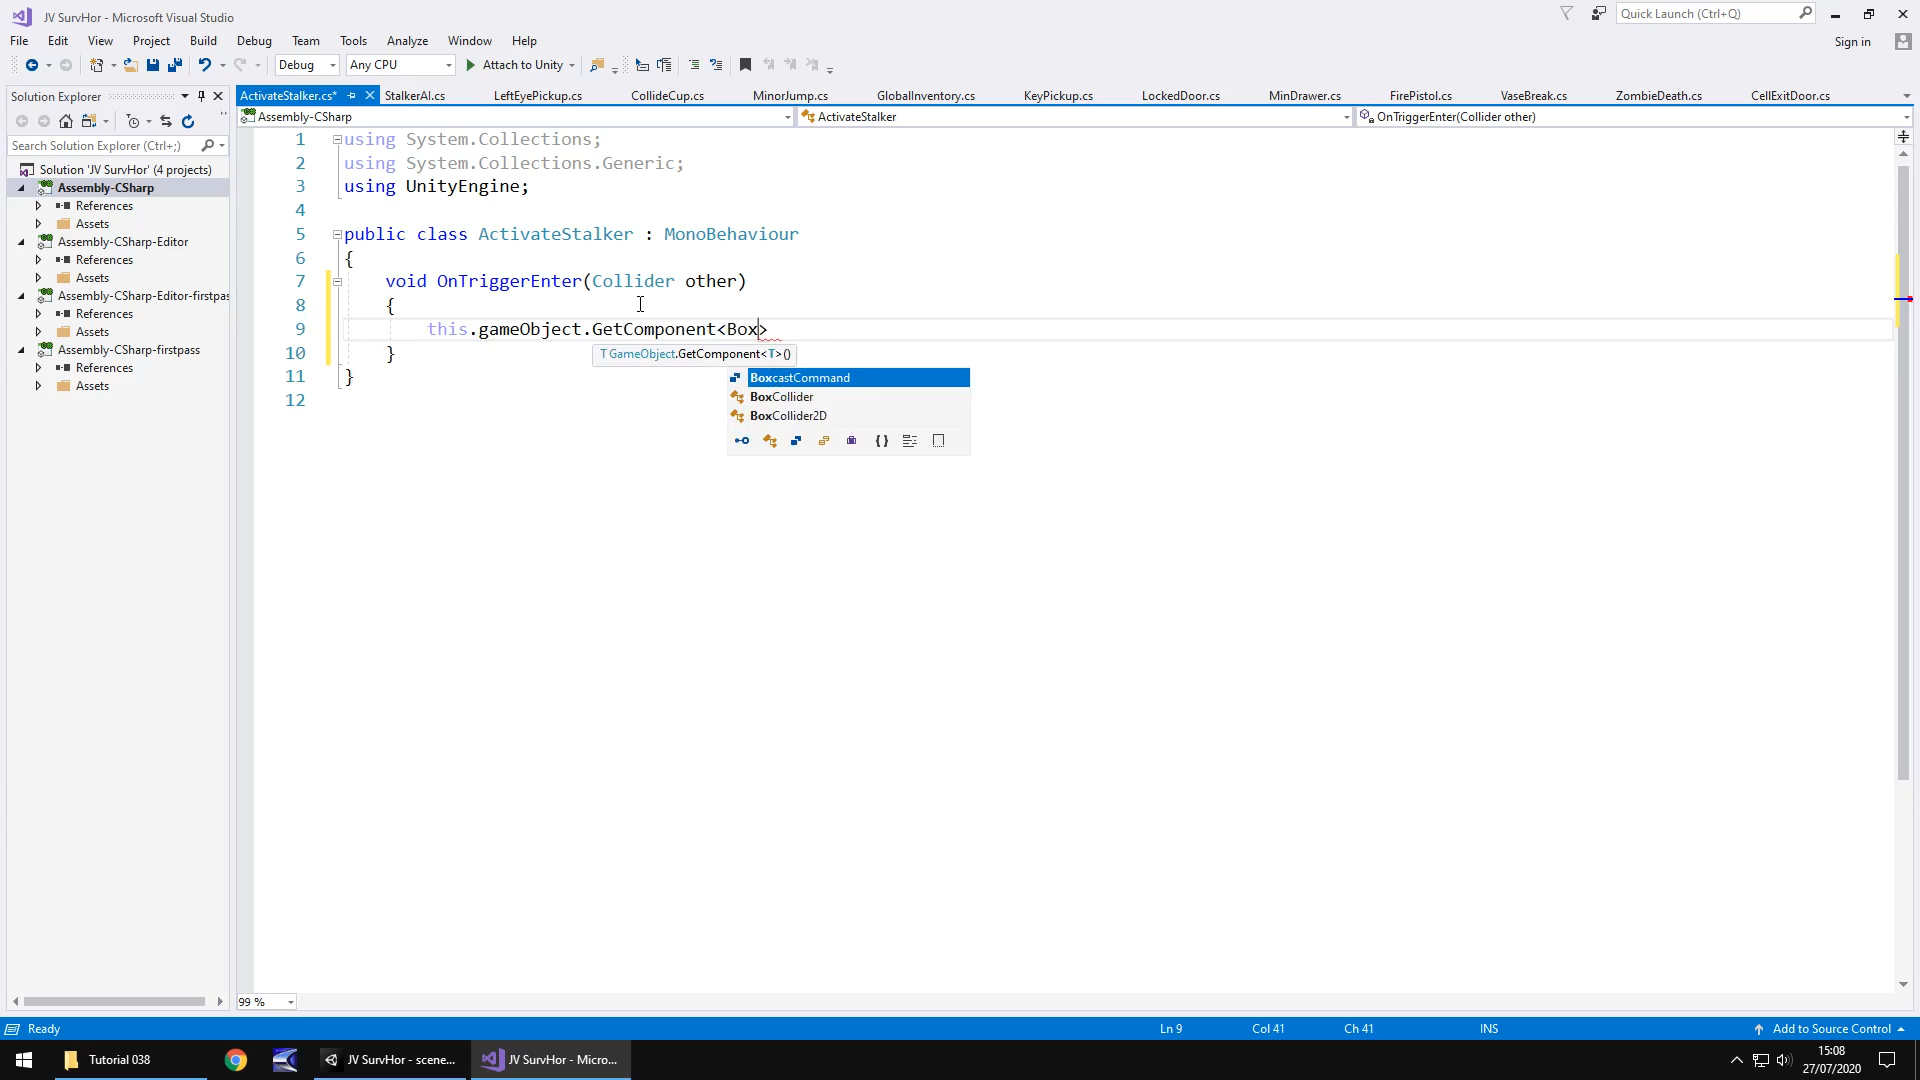 JV SurvHor - Microsoft Visual Studio
Quick Launch (Ctrl+Q)
File Edit View Project Build Debug Team Tools Analyze Window Help
Sign in
Debug Any CPU Attach to Unity
Solution Explorer
ActivateStalker.cs* StalkerAI.cs LeftEyePickup.cs CollideCup.cs MinorJump.cs GlobalInventory.cs KeyPickup.cs LockedDoor.cs MinDrawer.cs FirePistol.cs VaseBreak.cs ZombieDeath.cs CellExitDoor.cs
Assembly-CSharp ActivateStalker OnTriggerEnter(Collider other)
Search Solution Explorer (Ctrl+;)
Solution 'JV SurvHor' (4 projects)
Assembly-CSharp
References
Assets
Assembly-CSharp-Editor
References
Assets
Assembly-CSharp-Editor-firstpas
References
Assets
Assembly-CSharp-firstpass
References
Assets
1 using System.Collections;
2 using System.Collections.Generic;
3 using UnityEngine;
4
5 public class ActivateStalker : MonoBehaviour
6 {
7 void OnTriggerEnter(Collider other)
8 {
9 this.gameObject.GetComponent<Box>
10 }
11 }
12
T GameObject.GetComponent<T>()
BoxcastCommand
BoxCollider
BoxCollider2D
99 %
Ready
Ln 9 Col 41 Ch 41 INS Add to Source Control
Tutorial 038
JV SurvHor - scene...
JV SurvHor - Micro...
15:08
27/07/2020